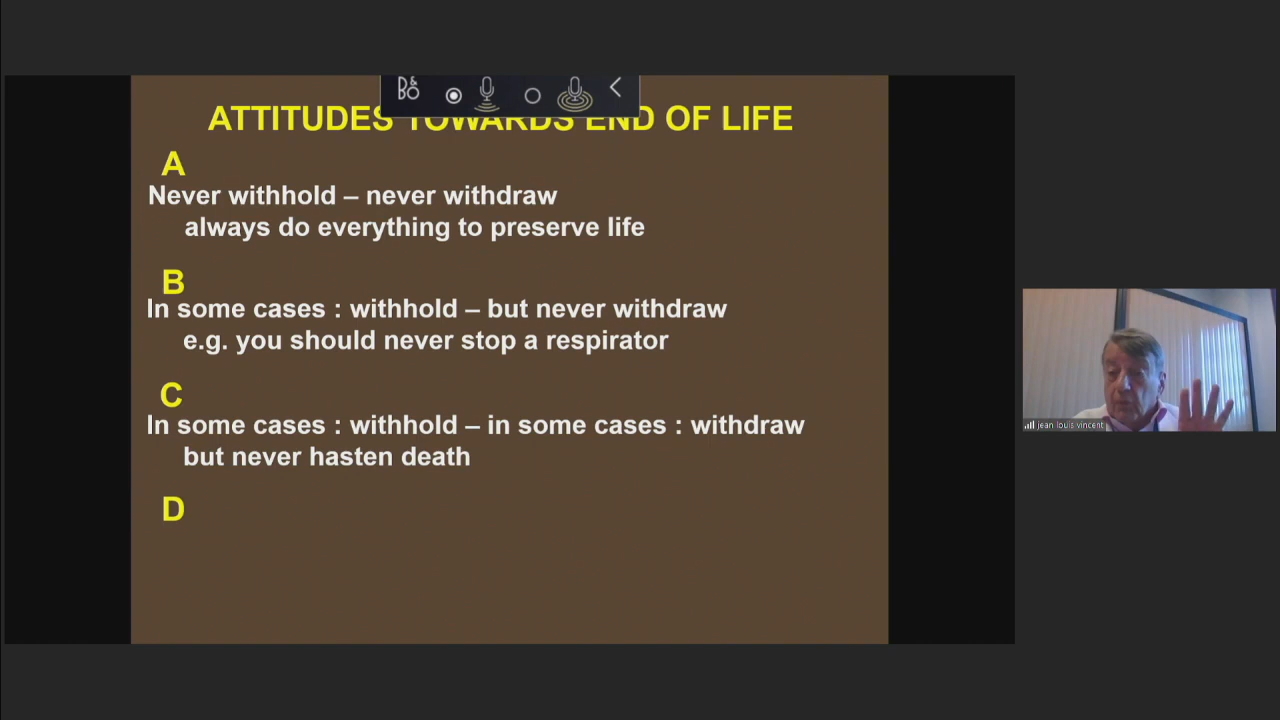 B&O
ATTITUDES TOWARDS END OF LIFE
A
Never withhold – never withdraw
always do everything to preserve life
B
In some cases : withhold – but never withdraw
e.g. you should never stop a respirator
C
In some cases : withhold – in some cases : withdraw
but never hasten death
D
jean louis vincent